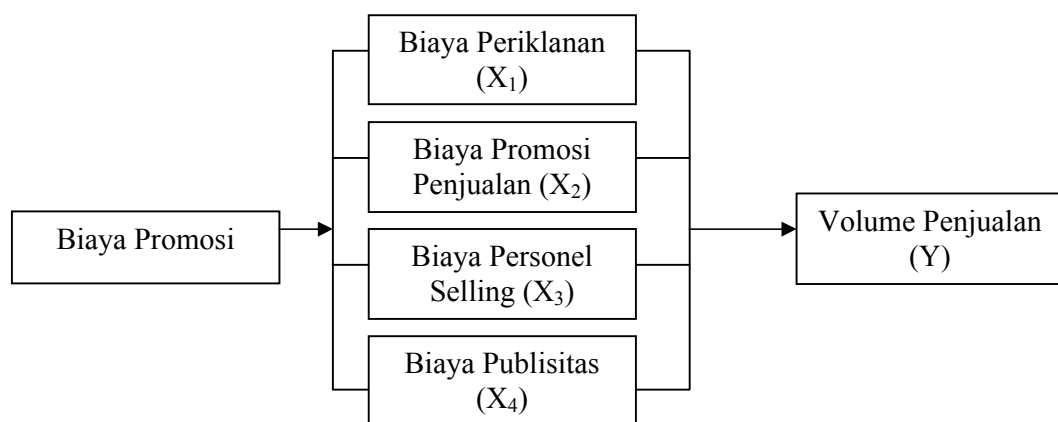 Biaya Promosi
Biaya Periklanan
(X₁)
Biaya Promosi
Penjualan (X₂)
Biaya Personel
Selling (X₃)
Biaya Publisitas
(X₄)
Volume Penjualan
(Y)